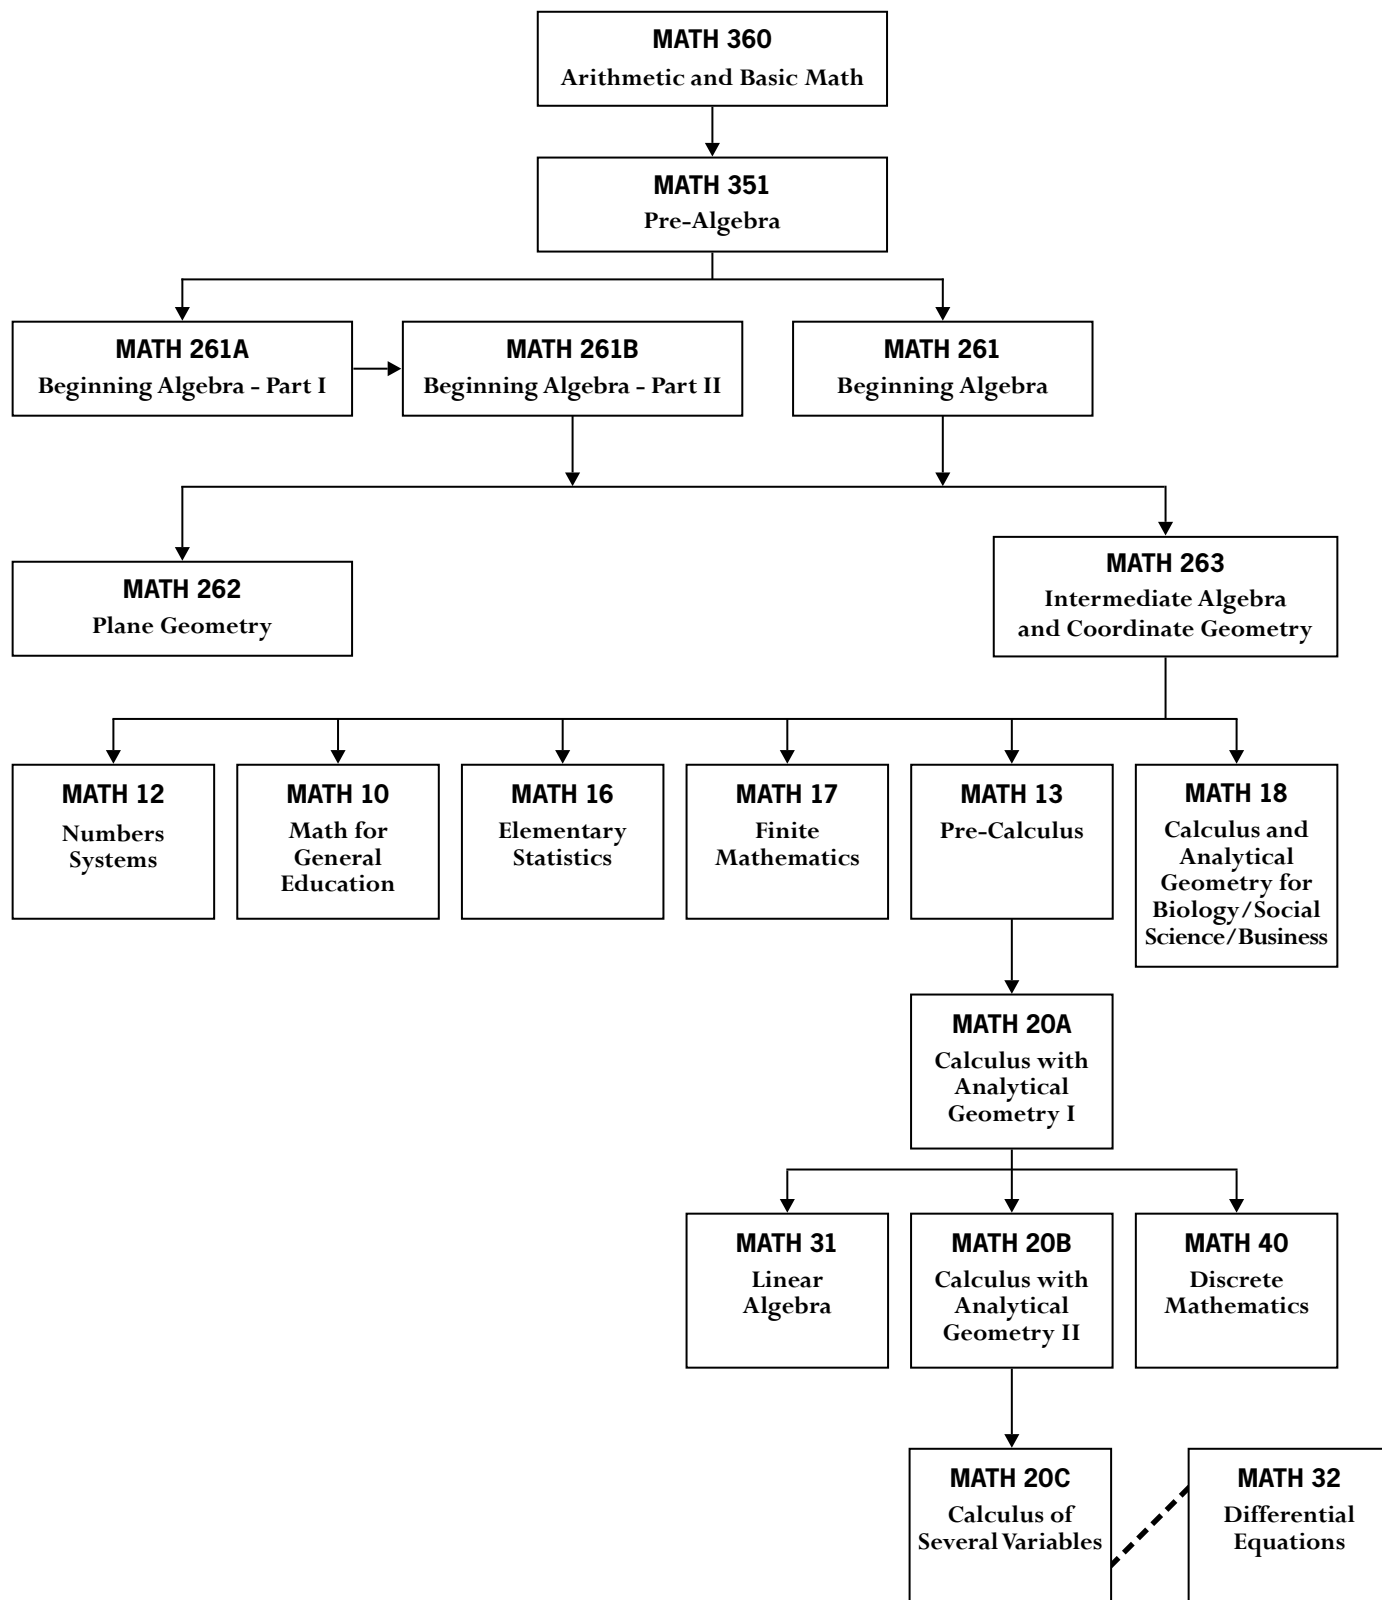 MATH 360
Arithmetic and Basic Math
MATH 351
Pre-Algebra
MATH 261A
Beginning Algebra - Part I
MATH 261B
Beginning Algebra - Part II
MATH 261
Beginning Algebra
MATH 262
Plane Geometry
MATH 263
Intermediate Algebra
and Coordinate Geometry
MATH 12
Numbers
Systems
MATH 10
Math for
General
Education
MATH 16
Elementary
Statistics
MATH 17
Finite
Mathematics
MATH 13
Pre-Calculus
MATH 18
Calculus and
Analytical
Geometry for
Biology/Social
Science/Business
MATH 20A
Calculus with
Analytical
Geometry I
MATH 31
Linear
Algebra
MATH 20B
Calculus with
Analytical
Geometry II
MATH 40
Discrete
Mathematics
MATH 20C
Calculus of
Several Variables
MATH 32
Differential
Equations